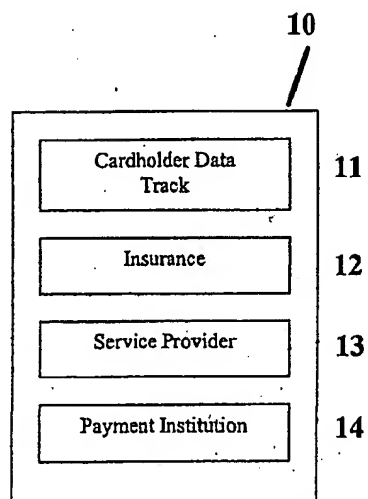 10
Cardholder Data
Track
11
Insurance
12
Service Provider
13
Payment Institution
14